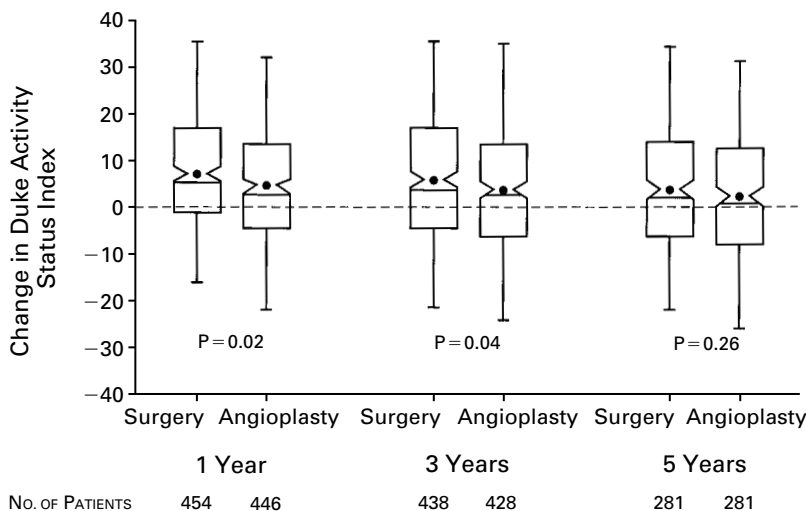 40
30
20
10
0
−10
−20
−30
−40
Change in Duke Activity
Status Index
P=0.02
P=0.04
P=0.26
Surgery Angioplasty Surgery Angioplasty Surgery Angioplasty
1 Year 3 Years 5 Years
NO. OF PATIENTS 454 446 438 428 281 281